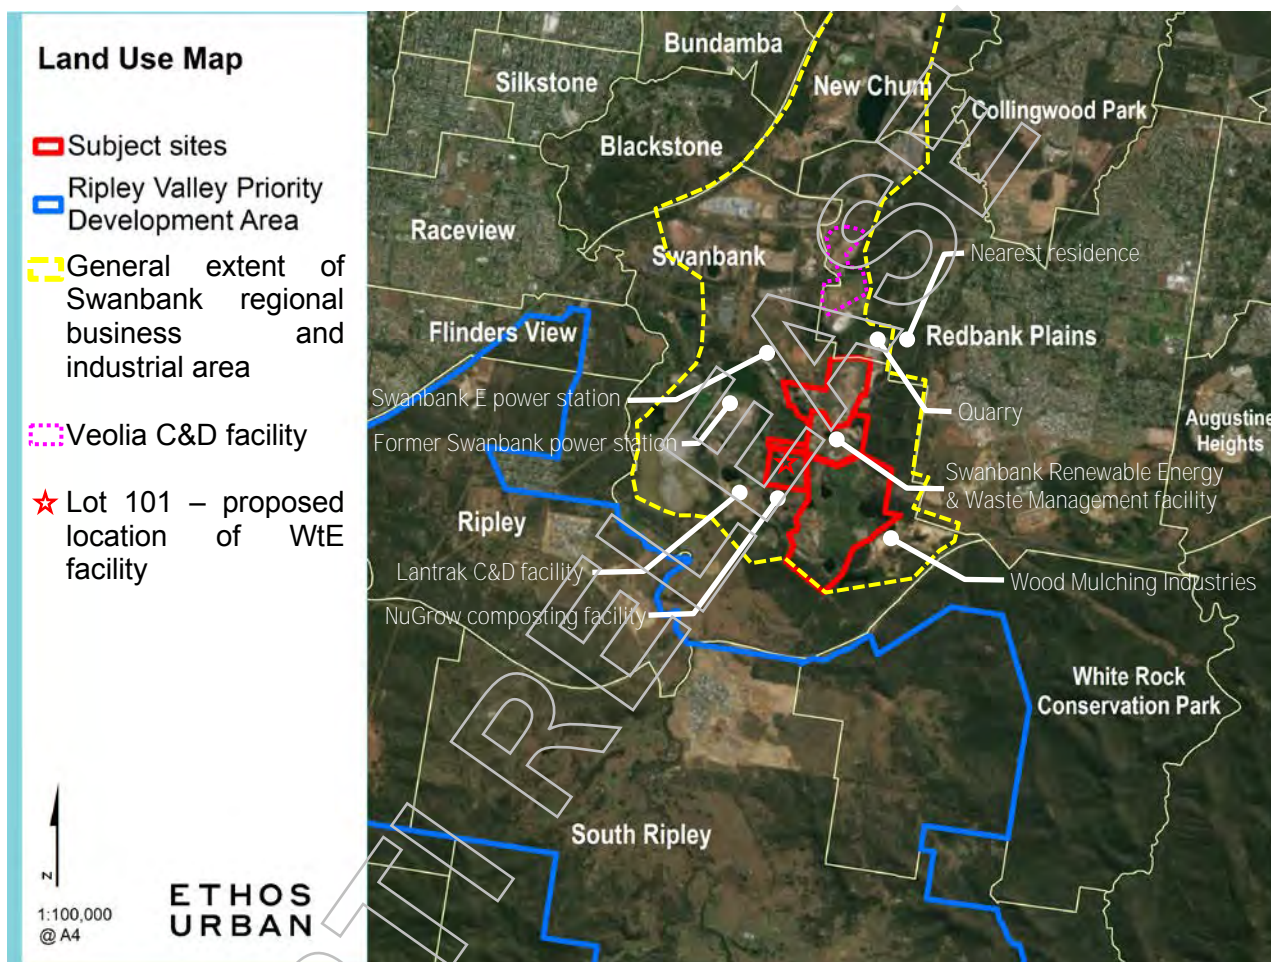 Land Use Map
Subject sites
Ripley Valley Priority
Development Area
General extent of
Swanbank regional
business and
industrial area
Veolia C&D facility
Lot 101 – proposed
location of WtE
facility
N
1:100,000
@ A4
ETHOS
URBAN
Bundamba
Silkstone
New Chum
Collingwood Park
Blackstone
Raceview
Swanbank
Nearest residence
Flinders View
Redbank Plains
Swanbank E power station
Quarry
Augustine
Heights
Former Swanbank power station
Swanbank Renewable Energy
& Waste Management facility
Ripley
Lantrak C&D facility
Wood Mulching Industries
NuGrow composting facility
White Rock
Conservation Park
South Ripley
RTI RELEASE